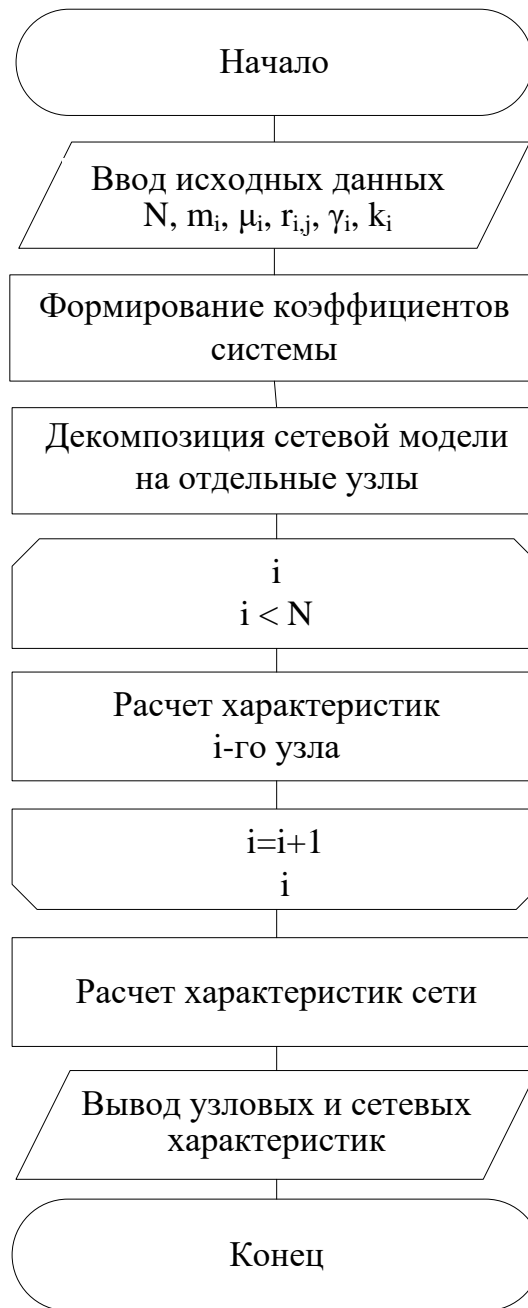 Начало
Ввод исходных данных
N, mᵢ, μᵢ, rᵢ,ⱼ, γᵢ, kᵢ
Формирование коэффициентов
системы
Декомпозиция сетевой модели
на отдельные узлы
i
i < N
Расчет характеристик
i-го узла
i=i+1
i
Расчет характеристик сети
Вывод узловых и сетевых
характеристик
Конец